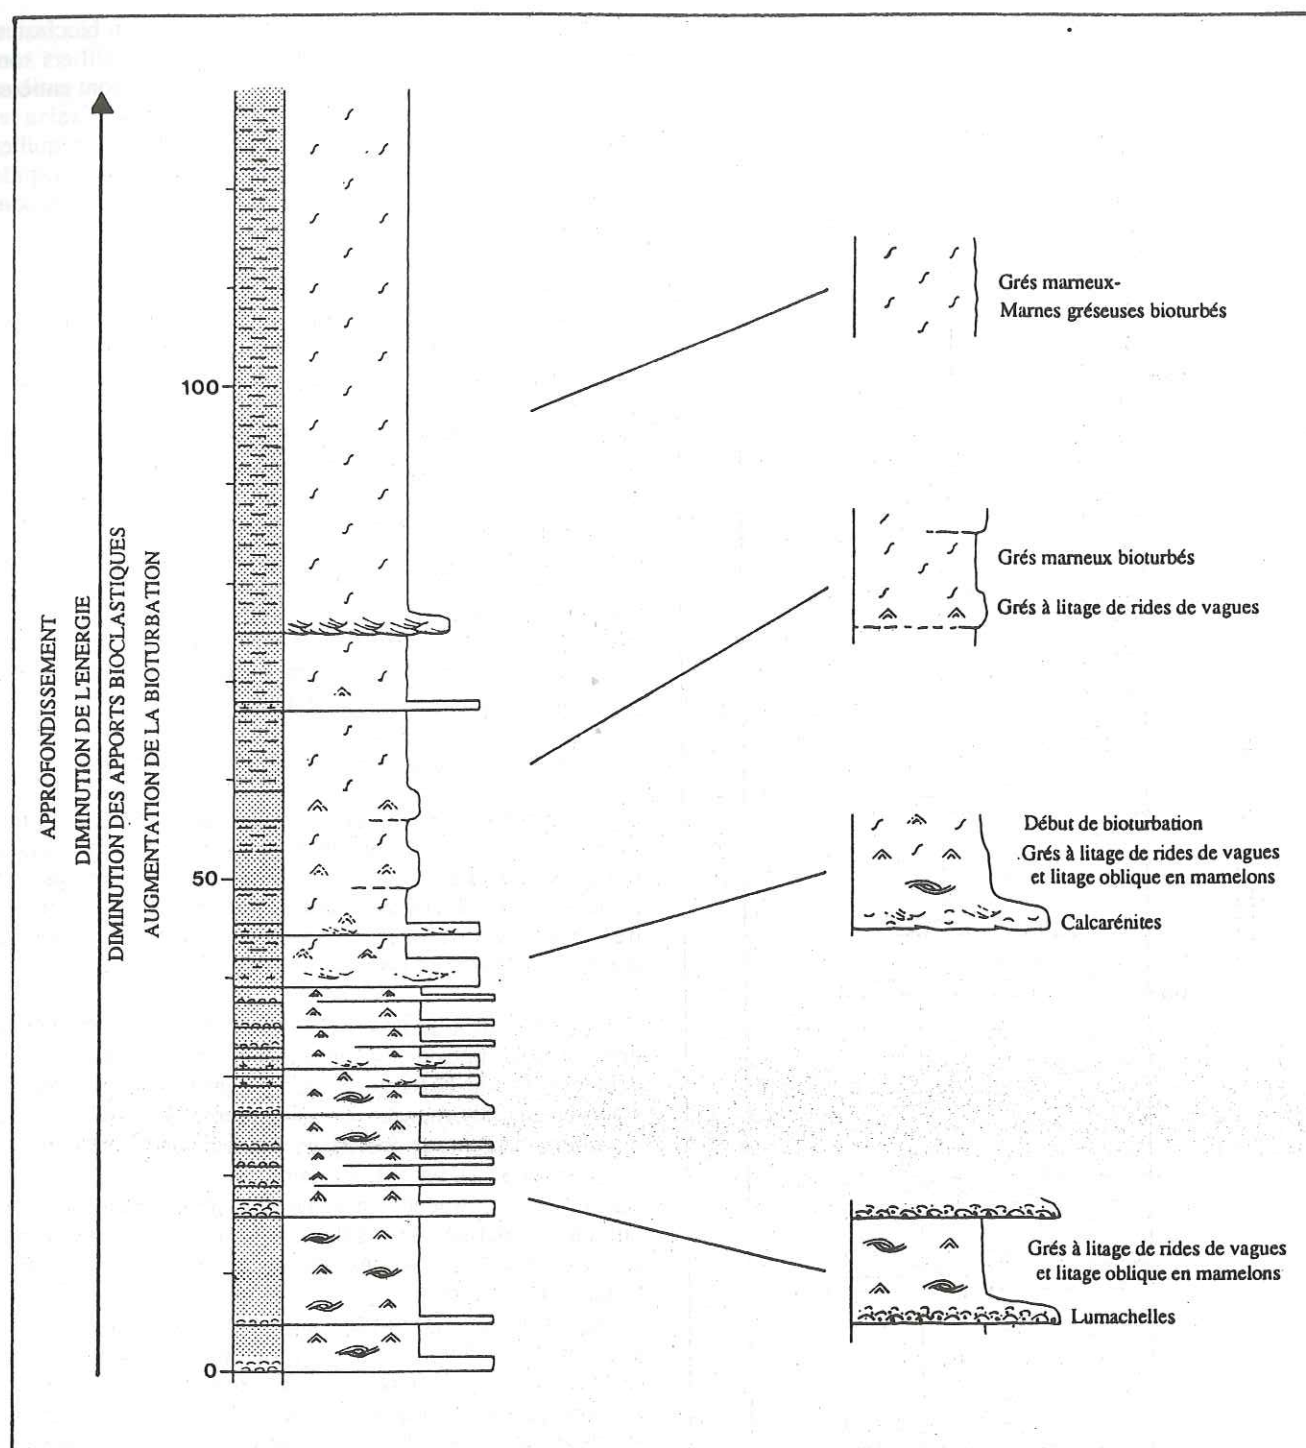 APPROFONDISSEMENT
DIMINUTION DE L'ENERGIE
DIMINUTION DES APPORTS BIOCLASTIQUES
AUGMENTATION DE LA BIOTURBATION
100
50
0
Grés marneux-
Marnes gréseuses bioturbés
Grés marneux bioturbés
Grés à litage de rides de vagues
Début de bioturbation
Grés à litage de rides de vagues
et litage oblique en mamelons
Calcarénites
Grés à litage de rides de vagues
et litage oblique en mamelons
Lumachelles